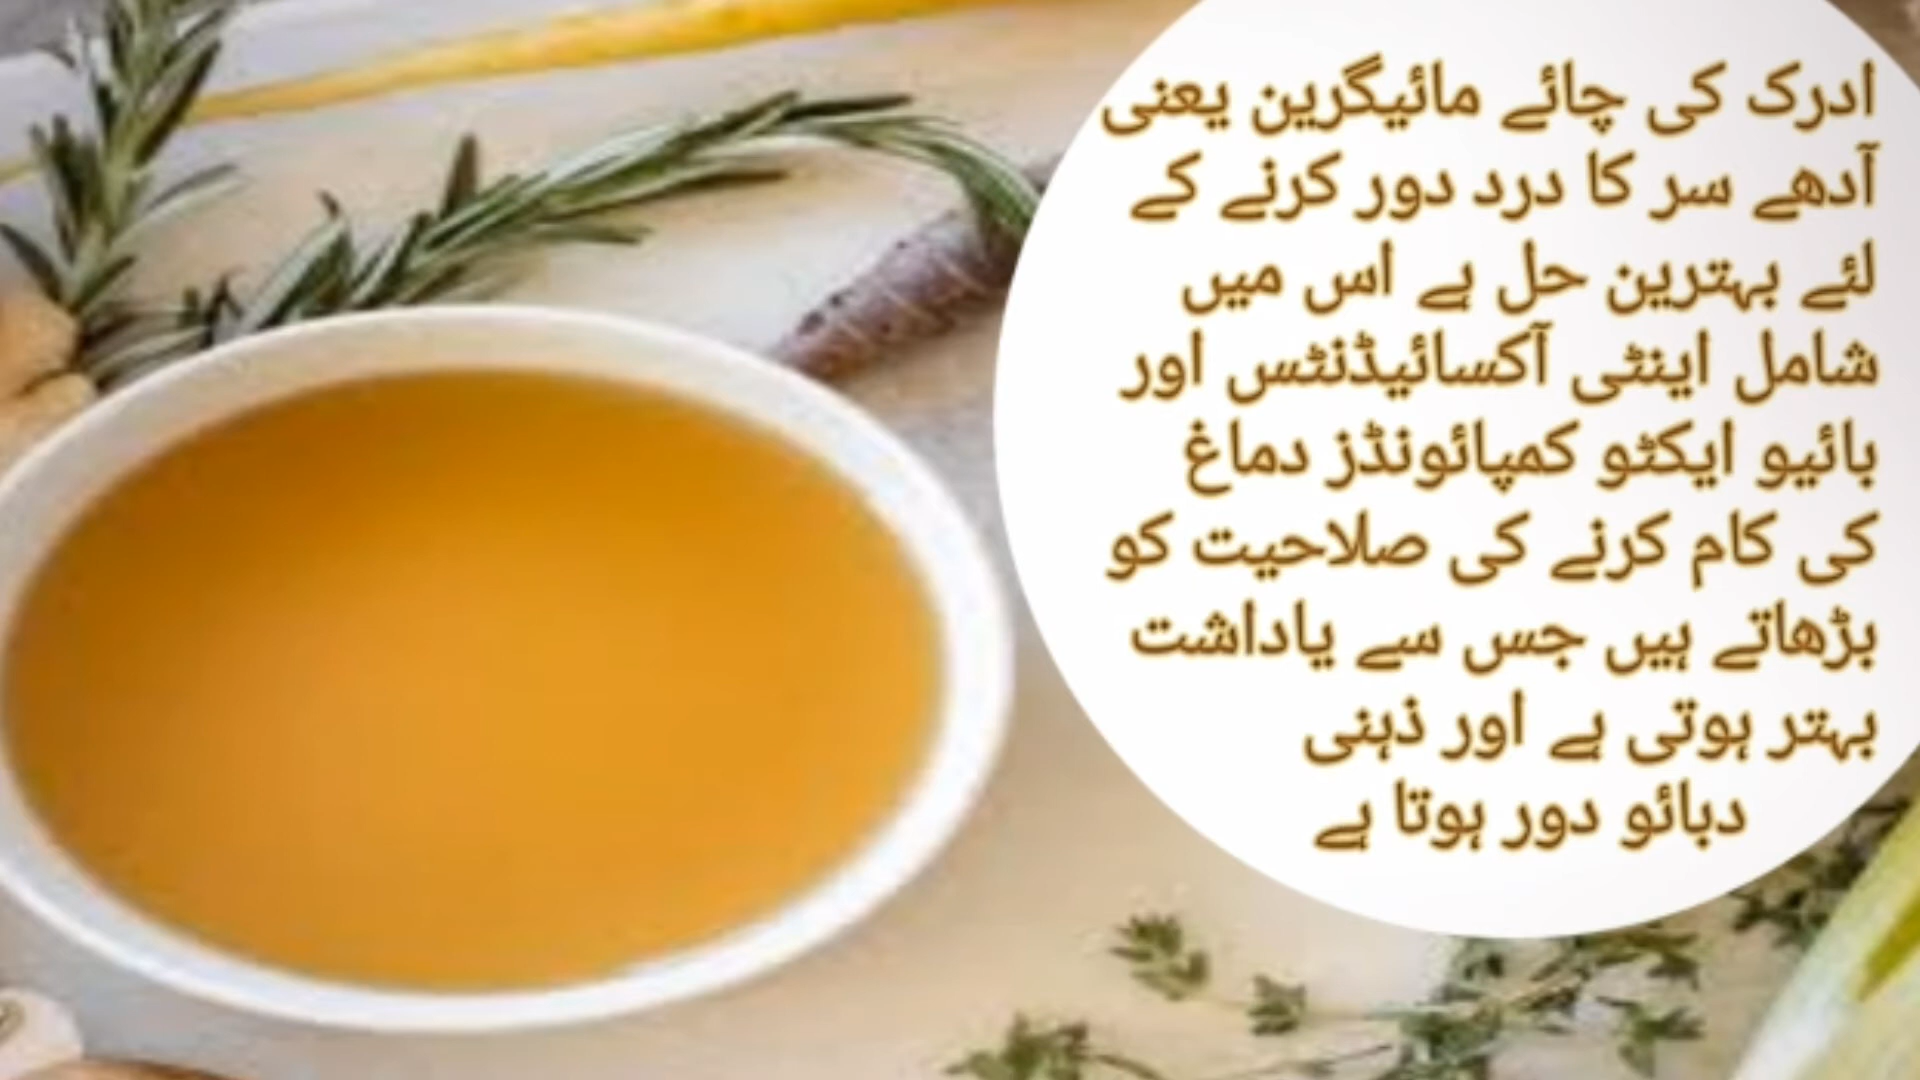 ادرک کی چائے مائیگرین یعنی
آدھے سر کا درد دور کرنے کے
لئے بہترین حل ہے اس میں
شامل اینٹی آکسائیڈنٹس اور
بائیو ایکٹو کمپائونڈز دماغ
کی کام کرنے کی صلاحیت کو
بڑھاتے ہیں جس سے یاداشت
بہتر ہوتی ہے اور ذہنی
دبائو دور ہوتا ہے